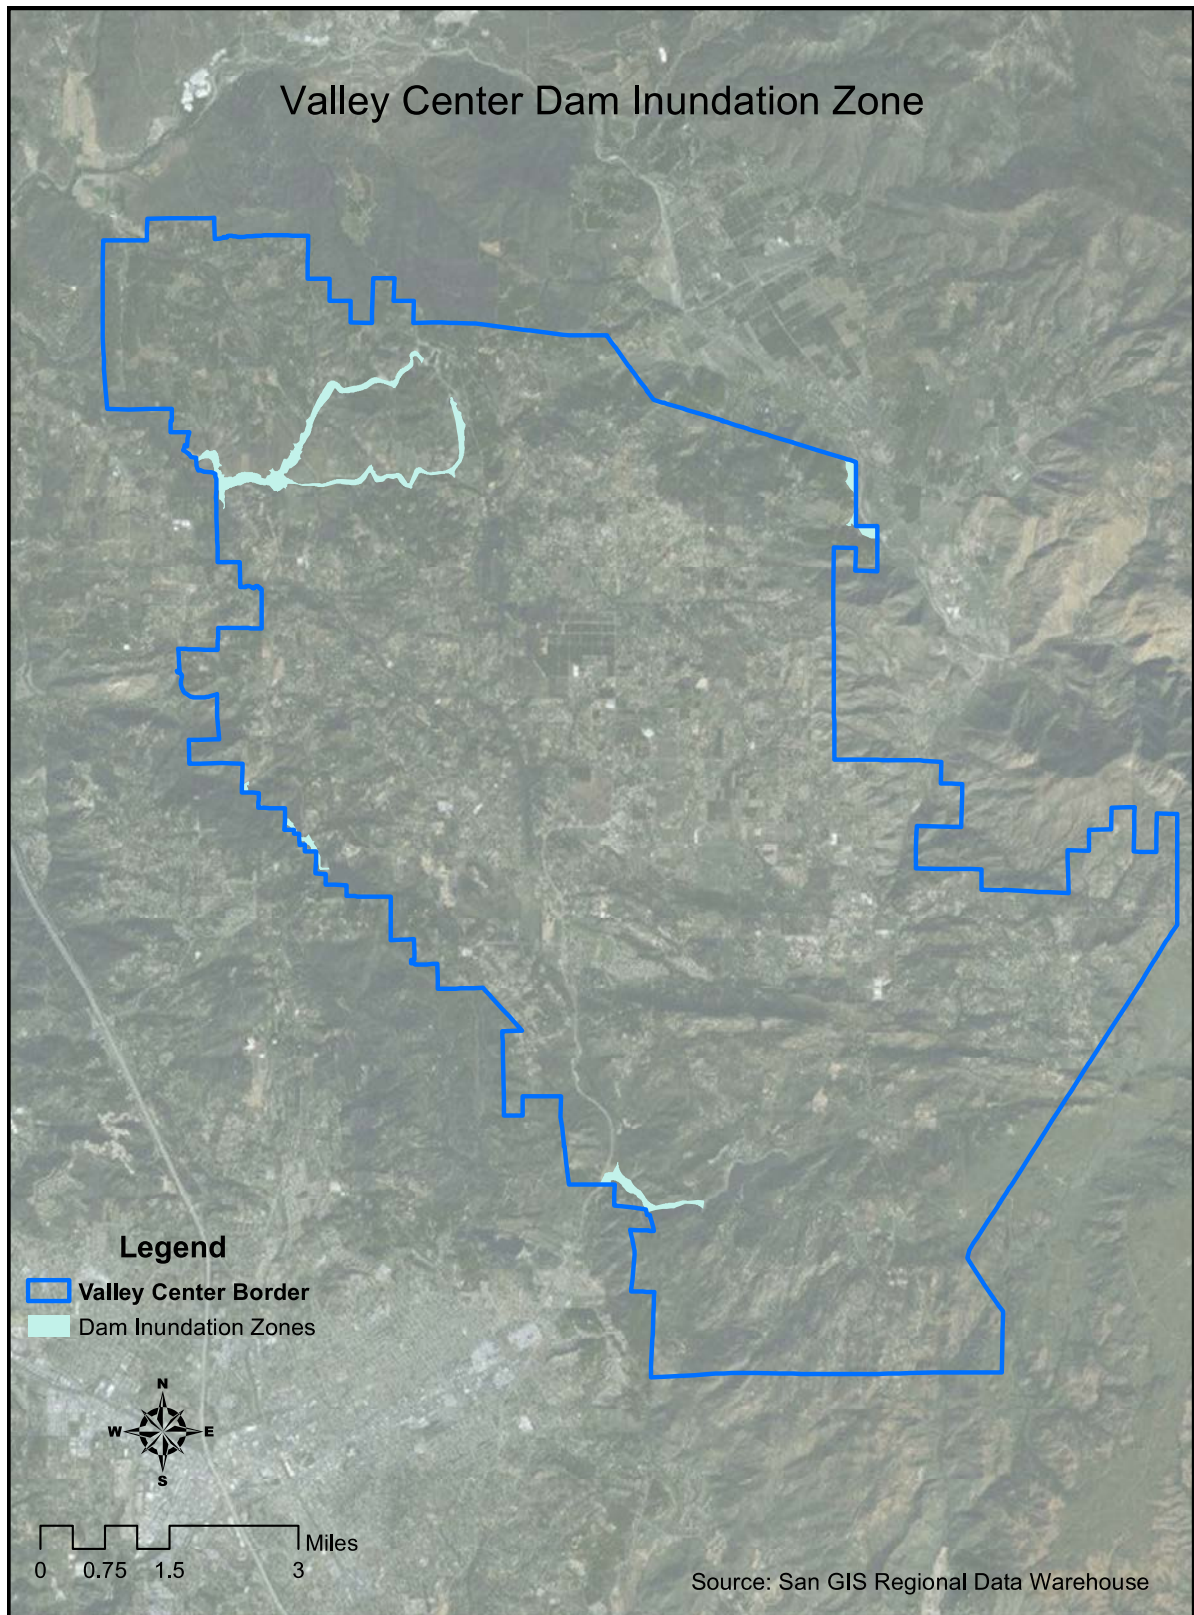 Valley Center Dam Inundation Zone
Legend
Valley Center Border
Dam Inundation Zones
N
W E
S
Miles
0 0.75 1.5 3
Source: San GIS Regional Data Warehouse